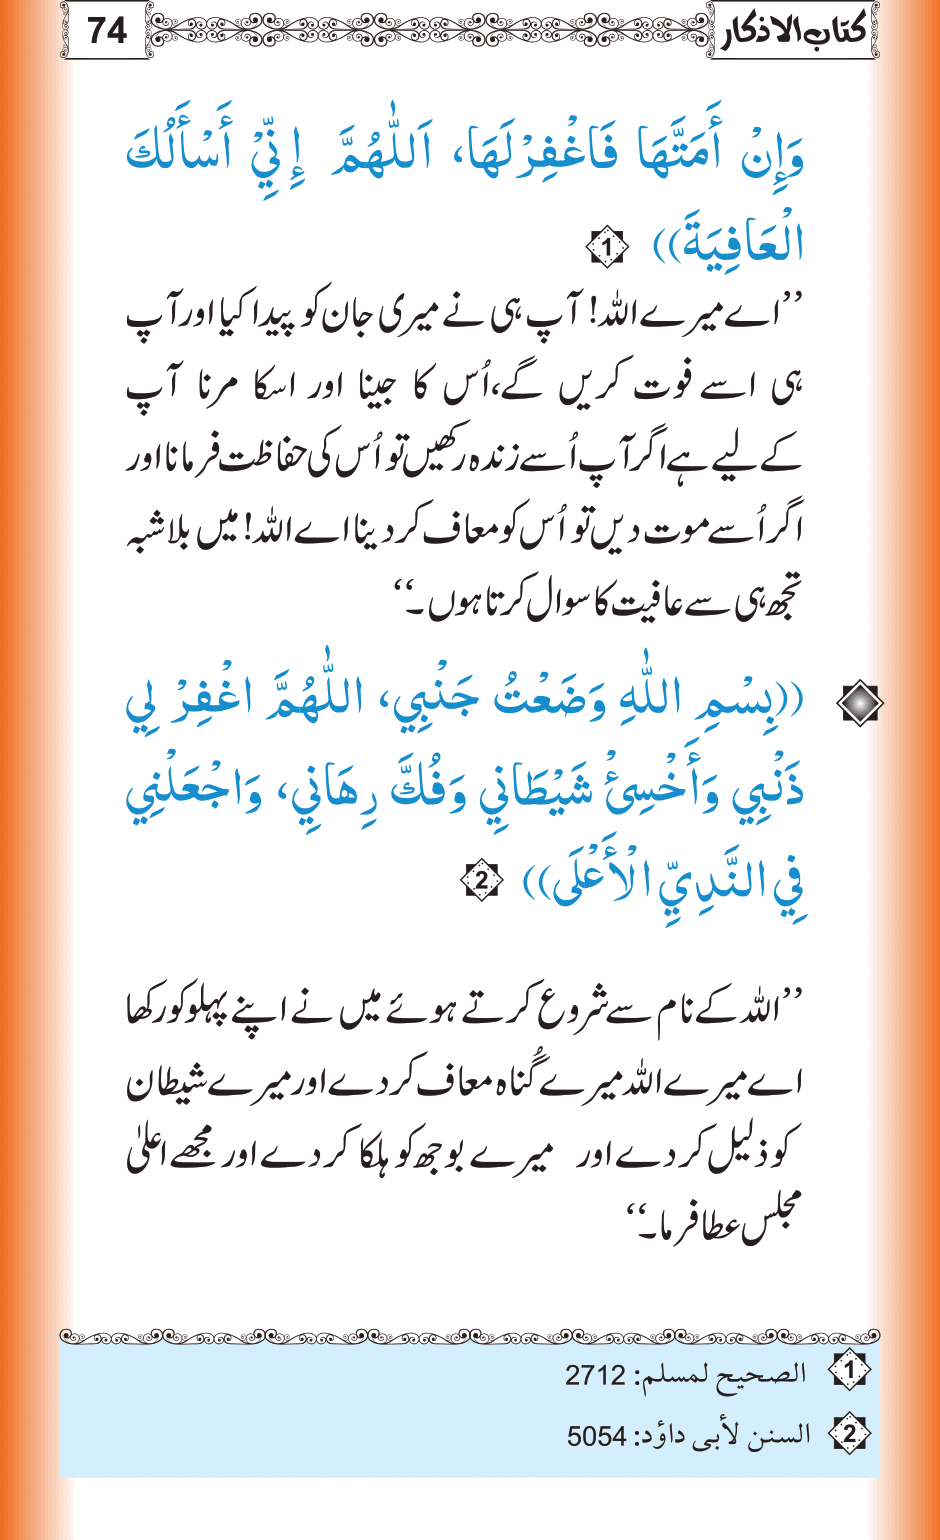 74
کتاب الاذکار
وَإِنْ أَمَتَّهَا فَاغْفِرْلَهَا، اَللّٰهُمَّ إِنِّيْ أَسْأَلُكَ
الْعَافِيَةَ)) 1
’’اے میرے اللہ! آپ ہی نے میری جان کو پیدا کیا اور آپ
ہی اسے فوت کریں گے، اُس کا جینا اور اسکا مرنا آپ
کے لیے ہے اگر آپ اُسے زندہ رکھیں تو اُس کی حفاظت فرمانا اور
اگر اُسے موت دیں تو اُس کو معاف کر دینا اے اللہ! میں بلاشبہ
تجھ ہی سے عافیت کا سوال کرتا ہوں۔‘‘
((بِسْمِ اللّٰهِ وَضَعْتُ جَنْبِي، اللّٰهُمَّ اغْفِرْ لِي
ذَنْبِي وَأَخْسِئْ شَيْطَانِي وَفُكَّ رِهَانِي، وَاجْعَلْنِي
فِي النَّدِيِّ الْأَعْلَى)) 2
’’اللہ کے نام سے شروع کرتے ہوئے میں نے اپنے پہلو کو رکھا
اے میرے اللہ میرے گُناہ معاف کر دے اور میرے شیطان
کو ذلیل کر دے اور میرے بوجھ کو ہلکا کر دے اور مجھے اعلیٰ
مجلس عطا فرما۔‘‘
1 الصحيح لمسلم: 2712
2 السنن لأبى داؤد: 5054